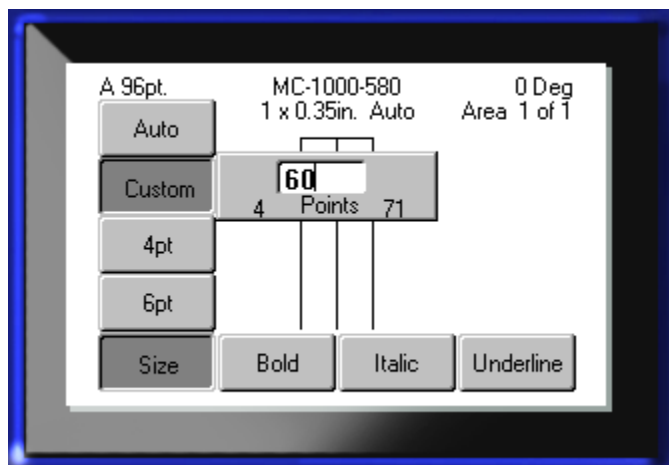 A 96pt. MC-1000-580 0 Deg
1 x 0.35in. Auto Area 1 of 1
Auto
Custom
60
4 Points 71
4pt
6pt
Size Bold Italic Underline